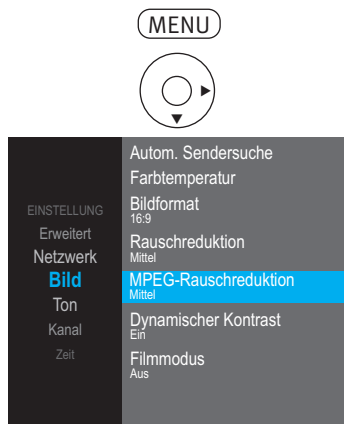 MENU
EINSTELLUNG
Erweitert
Netzwerk
Bild
Ton
Kanal
Zeit
Autom. Sendersuche
Farbtemperatur
Bildformat
16:9
Rauschreduktion
Mittel
MPEG-Rauschreduktion
Mittel
Dynamischer Kontrast
Ein
Filmmodus
Aus